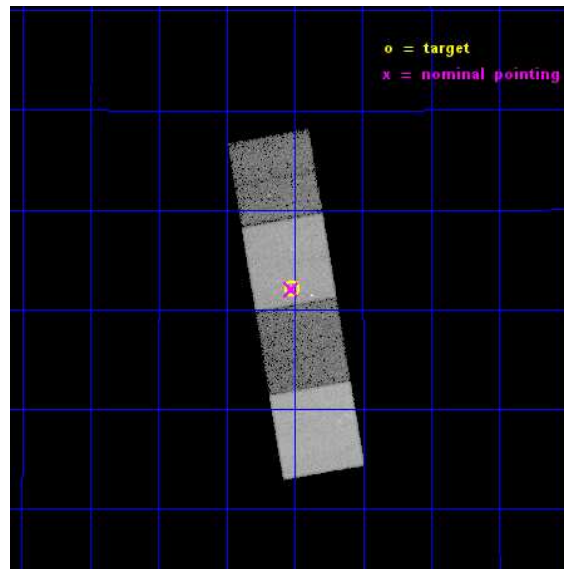 o = target
x = nominal pointing